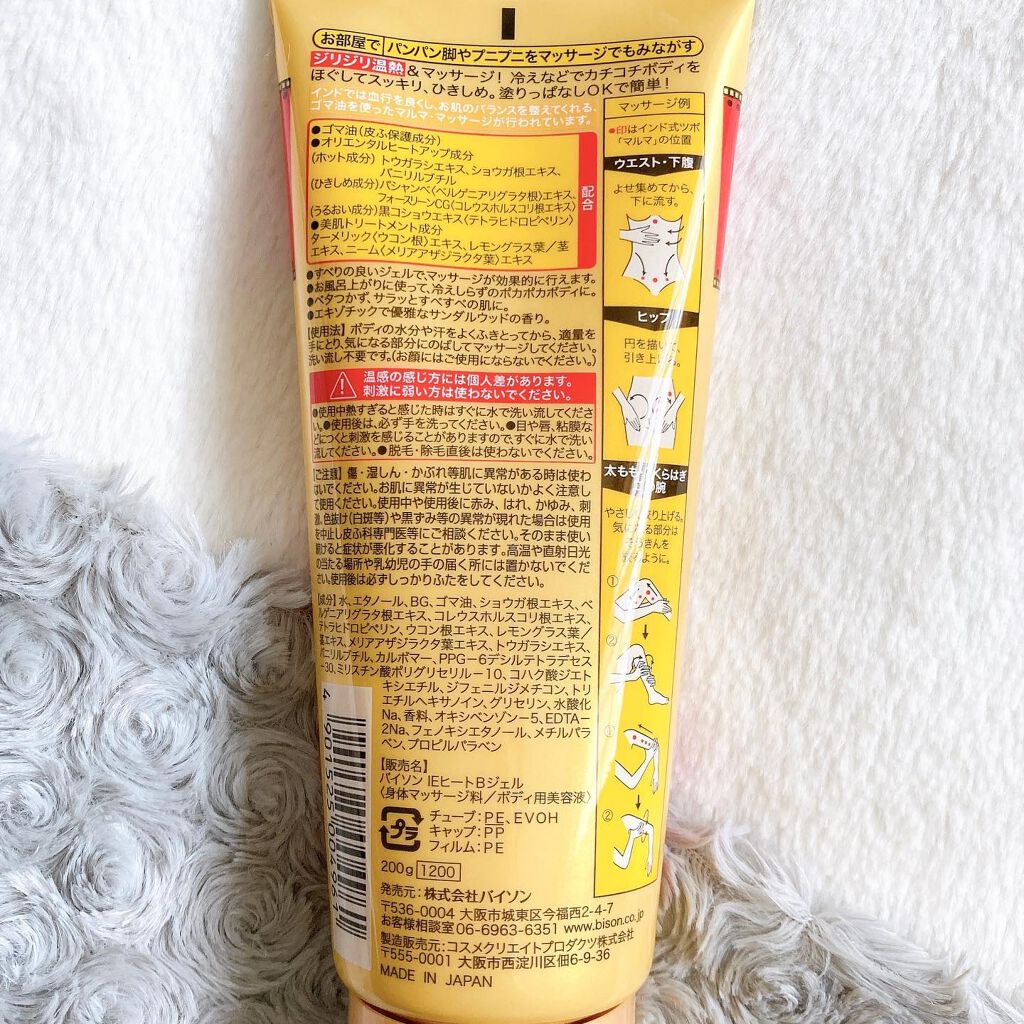 お部屋で パンパン脚やプニプニをマッサージでもみながす
ジリジリ温熱&マッサージ!冷えなどでカチコチボディを
ほぐしてスッキリ、ひきしめ。塗りっぱなしOKで簡単!
インドでは血行を良くし、お肌のバランスを整えてくれる、
ゴマ油を使ったマルマ・マッサージが行われています。
●ゴマ油(皮ふ保護成分)
●オリエンタルヒートアップ成分
(ホット成分)トウガラシエキス、ショウガ根エキス、
バニリルブチル
(ひきしめ成分)パシャンベ〈ベルゲニアリグラタ根〉エキス、
フォースリーンCG〈コレウスホルスコリ根エキス〉
(うるおい成分)黒コショウエキス〈テトラヒドロピペリン〉
●美肌トリートメント成分
ターメリック〈ウコン根〉エキス、レモングラス葉/茎
エキス、ニーム〈メリアアザジラクタ葉〉エキス
配合
●すべりの良いジェルで、マッサージが効果的に行えます。
●お風呂上がりに使って、冷えしらずのポカポカボディに。
●ベタつかず、サラッとすべすべの肌に。
●エキゾチックで優雅なサンダルウッドの香り。
【使用法】ボディの水分や汗をよくふきとってから、適量を
手にとり、気になる部分にのばしてマッサージしてください。
洗い流し不要です。(お顔にはご使用にならないでください。)
温感の感じ方には個人差があります。
刺激に弱い方は使わないでください。
●使用中熱すぎると感じた時はすぐに水で洗い流してくださ
い。●使用後は、必ず手を洗ってください。●目や唇、粘膜な
どにつくと刺激を感じることがありますので、すぐに水で洗い
流してください。●脱毛・除毛直後は使わないでください。
【ご注意】傷・湿しん・かぶれ等肌に異常がある時は使わ
ないでください。お肌に異常が生じていないかよく注意し
て使用ください。使用中や使用後に赤み、はれ、かゆみ、刺
激、色抜け(白斑等)や黒ずみ等の異常が現れた場合は使用
を中止し皮ふ科専門医等にご相談ください。そのまま使い
続けると症状が悪化することがあります。高温や直射日光
の当たる場所や乳幼児の手の届く所には置かないでくだ
さい。使用後は必ずしっかりふたをしてください。
【成分】水、エタノール、BG、ゴマ油、ショウガ根エキス、ベ
ルゲニアリグラタ根エキス、コレウスホルスコリ根エキス、
テトラヒドロピペリン、ウコン根エキス、レモングラス葉/
茎エキス、メリアアザジラクタ葉エキス、トウガラシエキス、
バニリルブチル、カルボマー、PPG-6デシルテトラデセス
-30、ミリスチン酸ポリグリセリル-10、コハク酸ジエト
キシエチル、ジフェニルジメチコン、トリ
エチルヘキサノイン、グリセリン、水酸化
Na、香料、オキシベンゾン-5、EDTA-
2Na、フェノキシエタノール、メチルパラ
ベン、プロピルパラベン
【販売名】
バイソン IEヒートBジェル
〈身体マッサージ料/ボディ用美容液〉
プラ
チューブ:PE、EVOH
キャップ:PP
フィルム:PE
200g 1200
発売元:株式会社バイソン
〒536-0004 大阪市城東区今福西2-4-7
お客様相談室06-6963-6351 www.bison.co.jp
製造販売元:コスメクリエイトプロダクツ株式会社
〒555-0001 大阪市西淀川区佃6-9-36
MADE IN JAPAN
マッサージ例
●印はインド式ツボ
「マルマ」の位置
ウエスト・下腹
よせ集めてから、
下に流す。
ヒップ
円を描いて、
引き上げる。
太もも くらはぎ
の腕
やさしく り上げる。
気に る部分は
うきんを
ように。
①
②
①
②